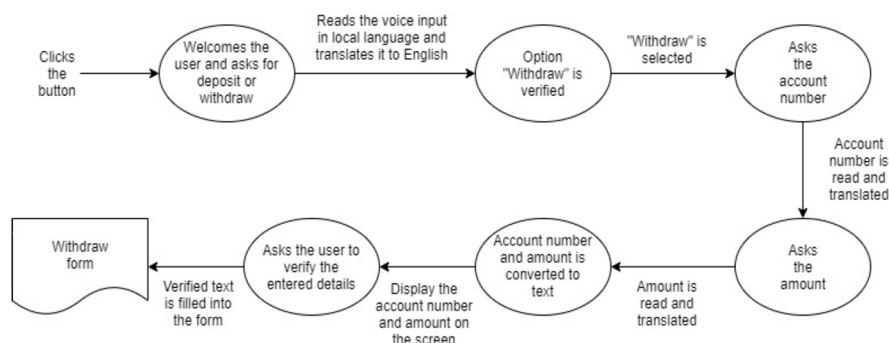 Clicks
the
button
Welcomes the
user and asks for
deposit or
withdraw
Reads the voice input
in local language and
translates it to English
Option
"Withdraw" is
verified
"Withdraw" is
selected
Asks
the
account
number
Account
number is
read and
translated
Asks
the
amount
Amount is
read and
translated
Account number
and amount is
converted to
text
Display the
account number
and amount on
the screen
Asks the user to
verify the
entered details
Verified text
is filled into
the form
Withdraw
form